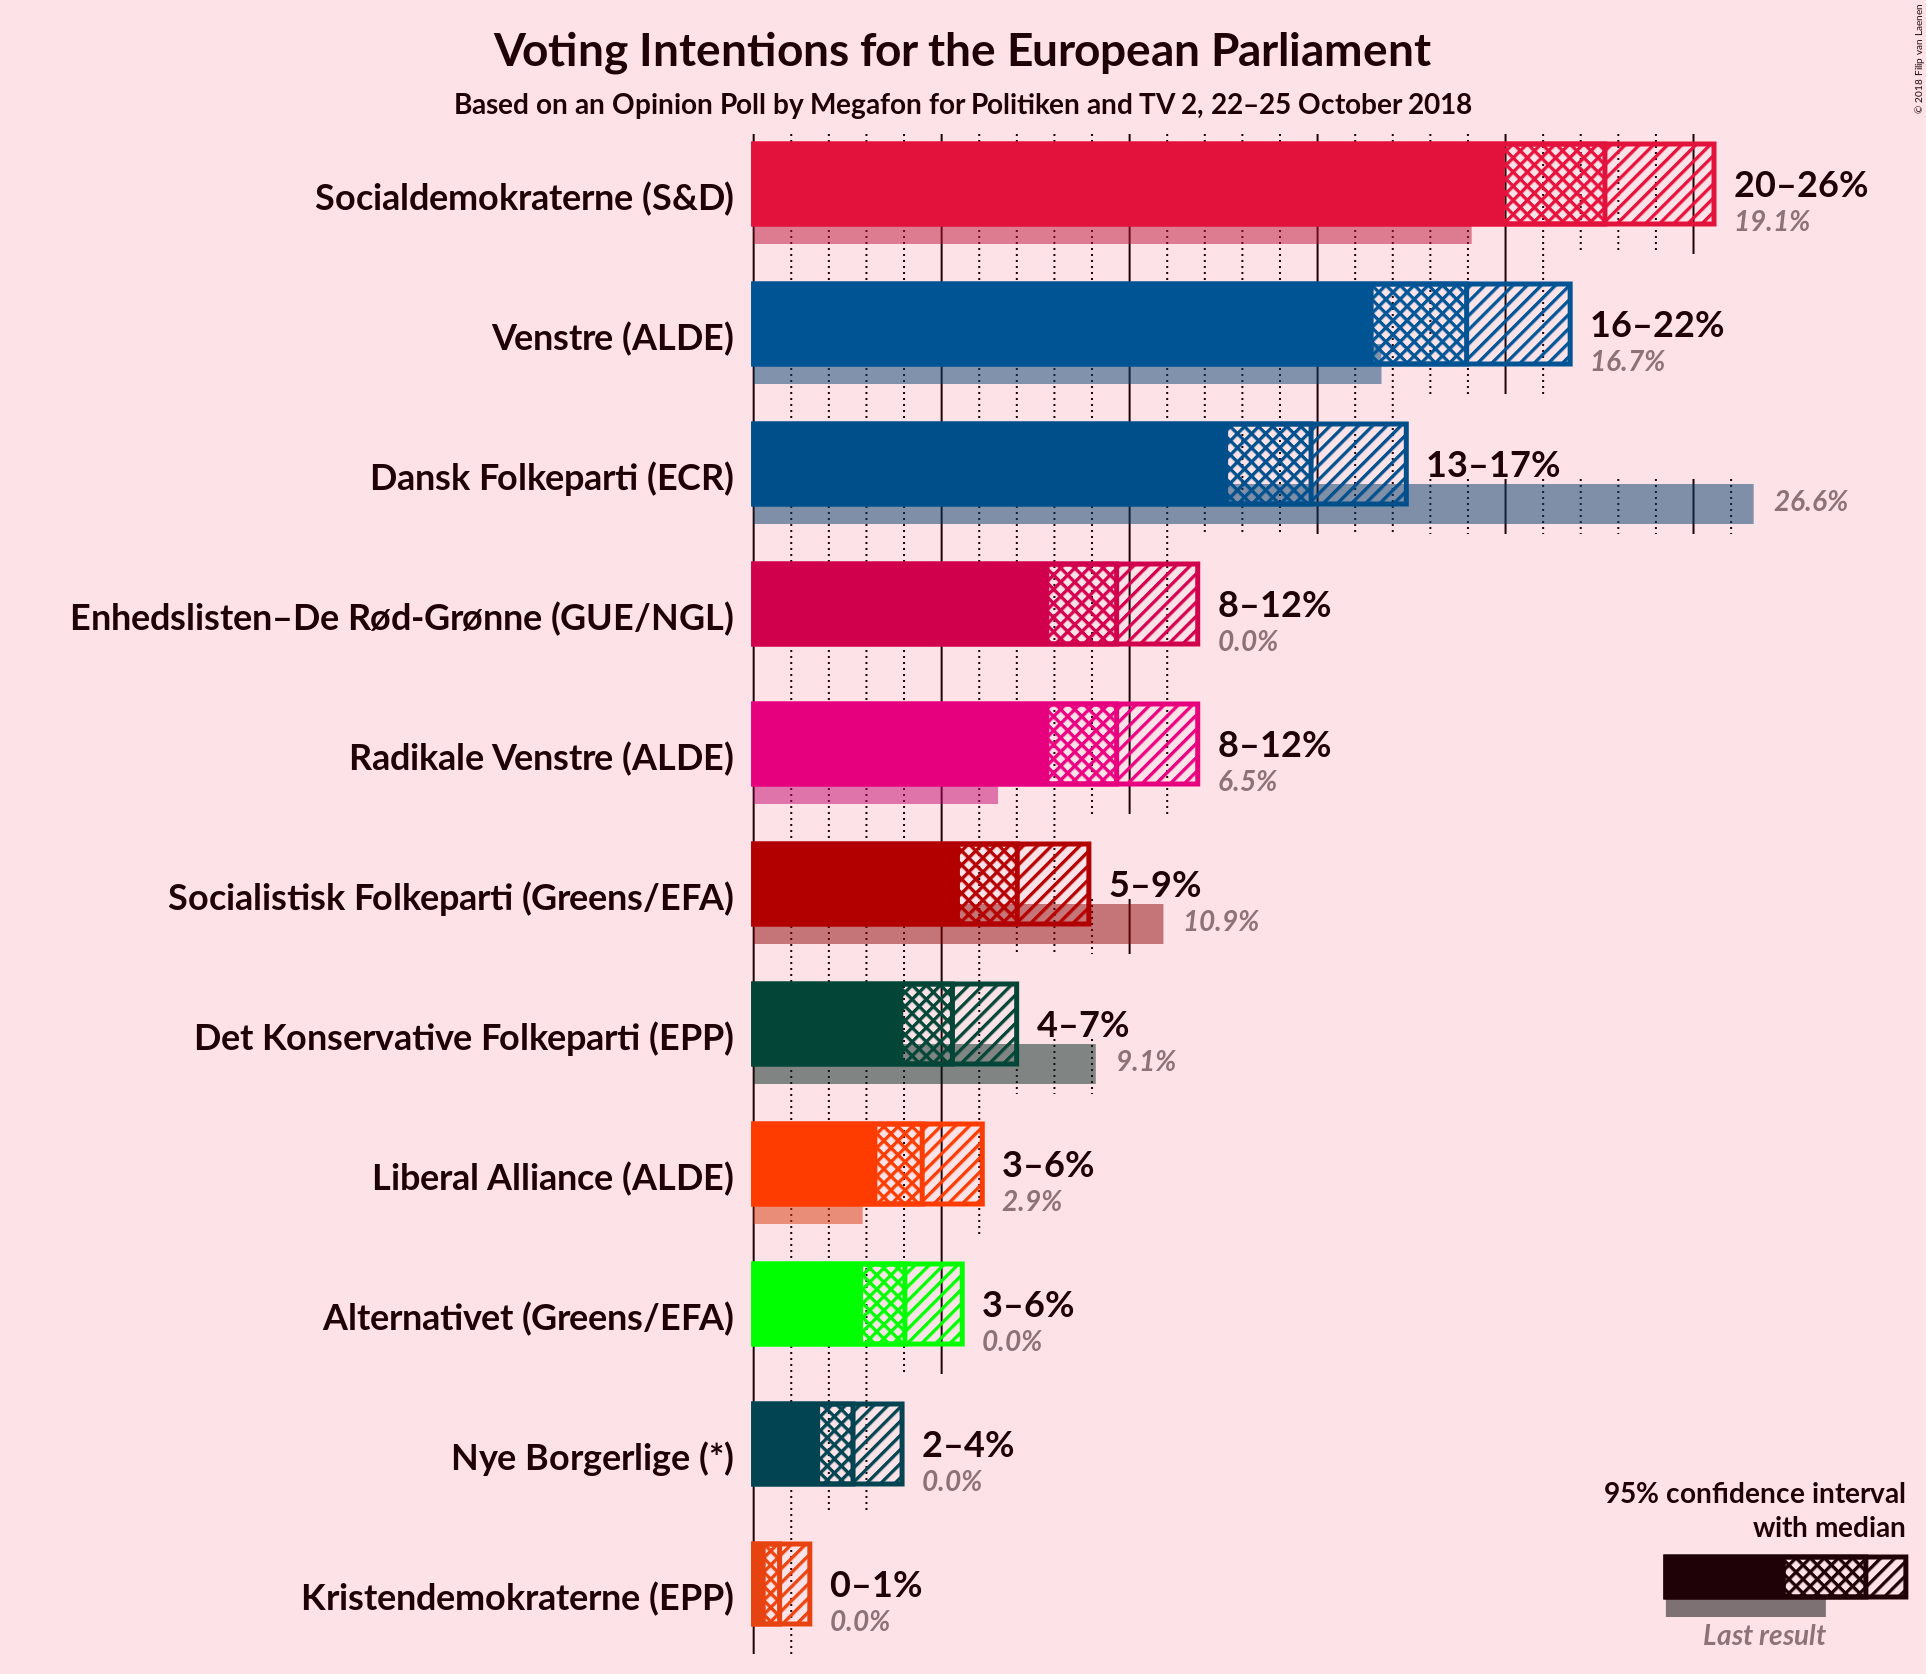 Voting Intentions for the European Parliament
Based on an Opinion Poll by Megafon for Politiken and TV 2, 22–25 October 2018
© 2018 Filip van Laenen
Socialdemokraterne (S&D)
20–26%
19.1%
Venstre (ALDE)
16–22%
16.7%
Dansk Folkeparti (ECR)
13–17%
26.6%
Enhedslisten–De Rød-Grønne (GUE/NGL)
8–12%
0.0%
Radikale Venstre (ALDE)
8–12%
6.5%
Socialistisk Folkeparti (Greens/EFA)
5–9%
10.9%
Det Konservative Folkeparti (EPP)
4–7%
9.1%
Liberal Alliance (ALDE)
3–6%
2.9%
Alternativet (Greens/EFA)
3–6%
0.0%
Nye Borgerlige (*)
2–4%
0.0%
Kristendemokraterne (EPP)
0–1%
0.0%
95% confidence interval
with median
Last result